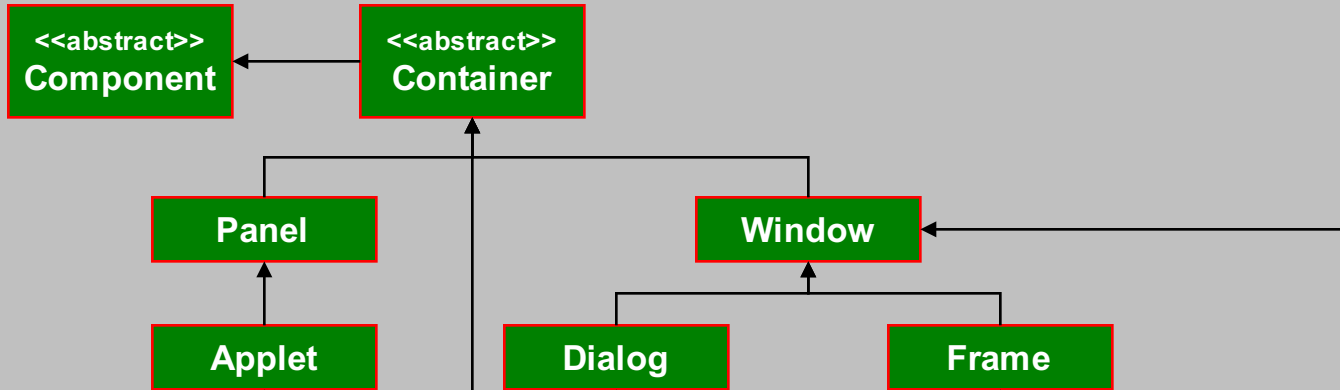 <<abstract>>
Component
<<abstract>>
Container
Panel
Window
Applet
Dialog
Frame